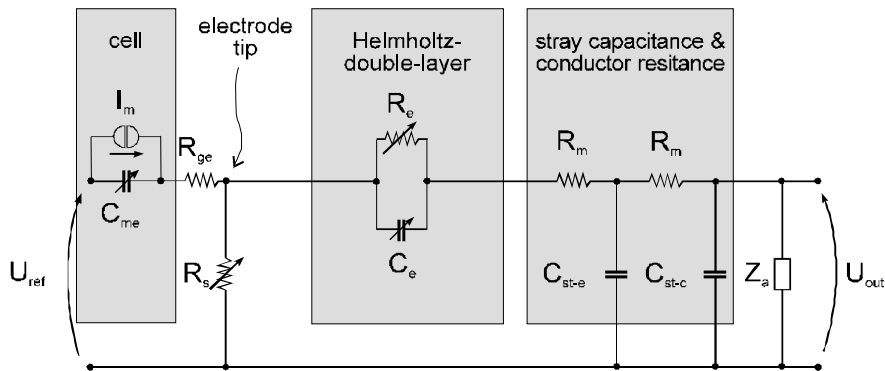 cell
electrode
tip
Helmholtz-
double-layer
stray capacitance &
conductor resitance
I_m
R_ge
R_e
R_m
R_m
C_me
U_ref
R_s
C_e
C_st-e
C_st-c
Z_a
U_out